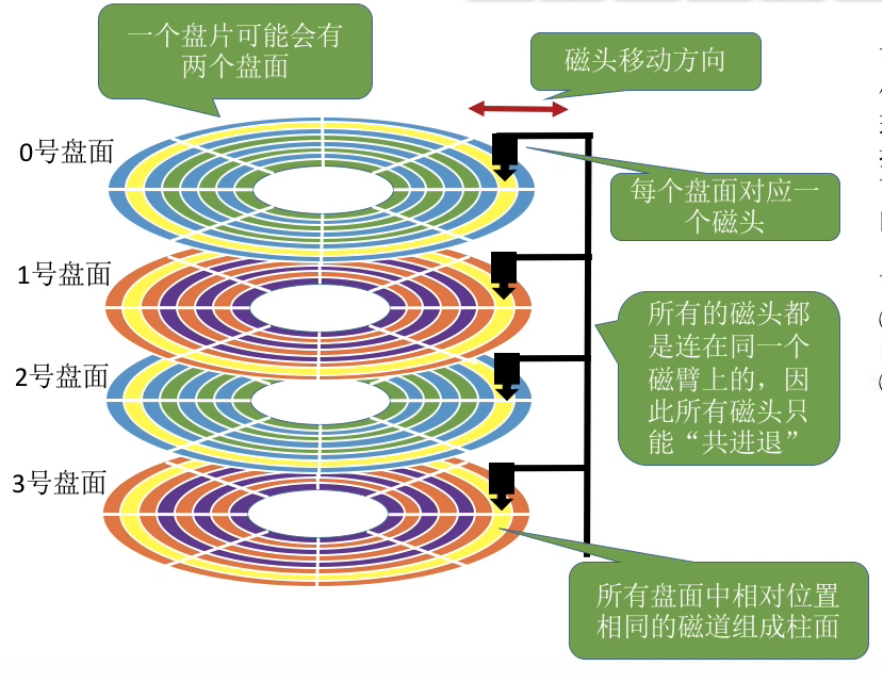 一个盘片可能会有
两个盘面
磁头移动方向
0号盘面
每个盘面对应一
个磁头
1号盘面
所有的磁头都
是连在同一个
磁臂上的，因
此所有磁头只
能“共进退”
2号盘面
3号盘面
所有盘面中相对位置
相同的磁道组成柱面